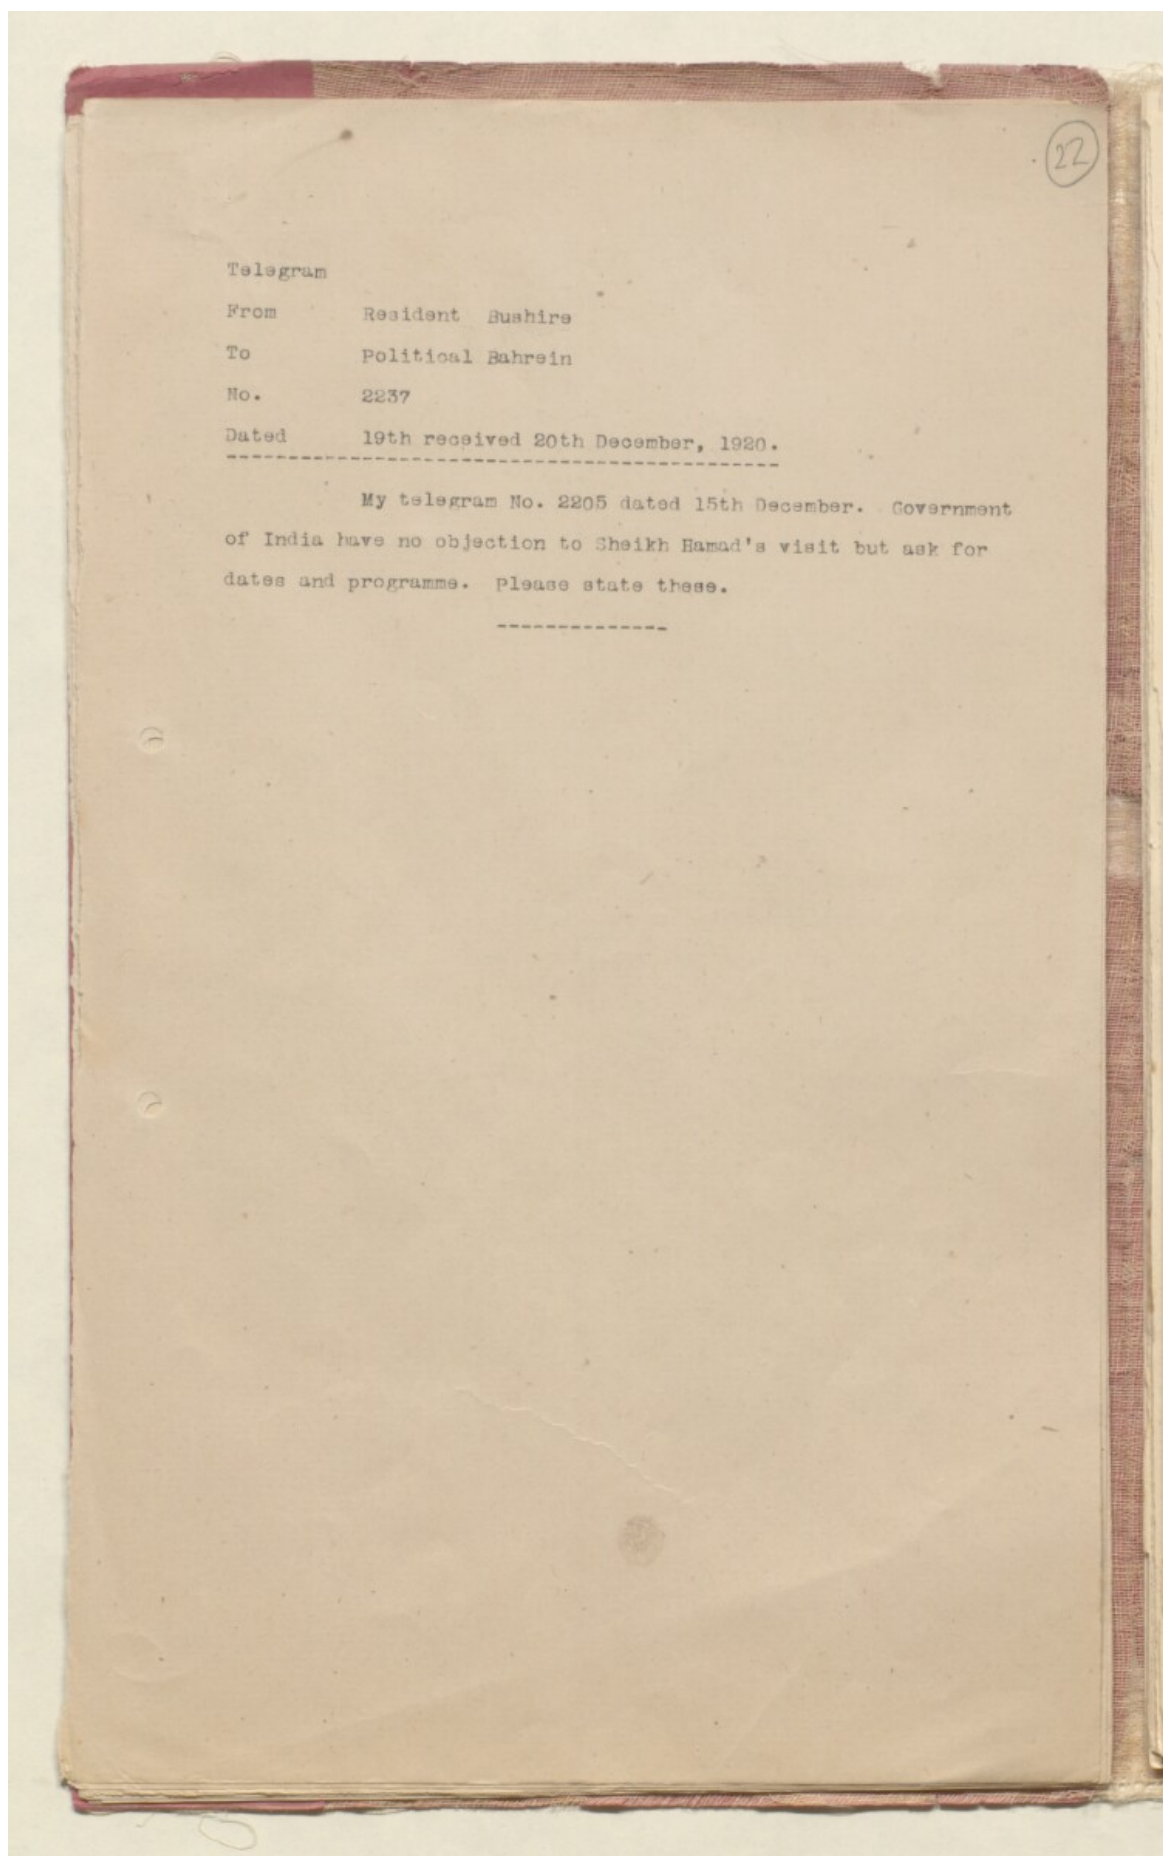 22
Telegram
From Resident Bushire
To Political Bahrein
No. 2237
Dated 19th received 20th December, 1920.
My telegram No. 2205 dated 15th December. Government
of India have no objection to Sheikh Hamad's visit but ask for
dates and programme. Please state these.